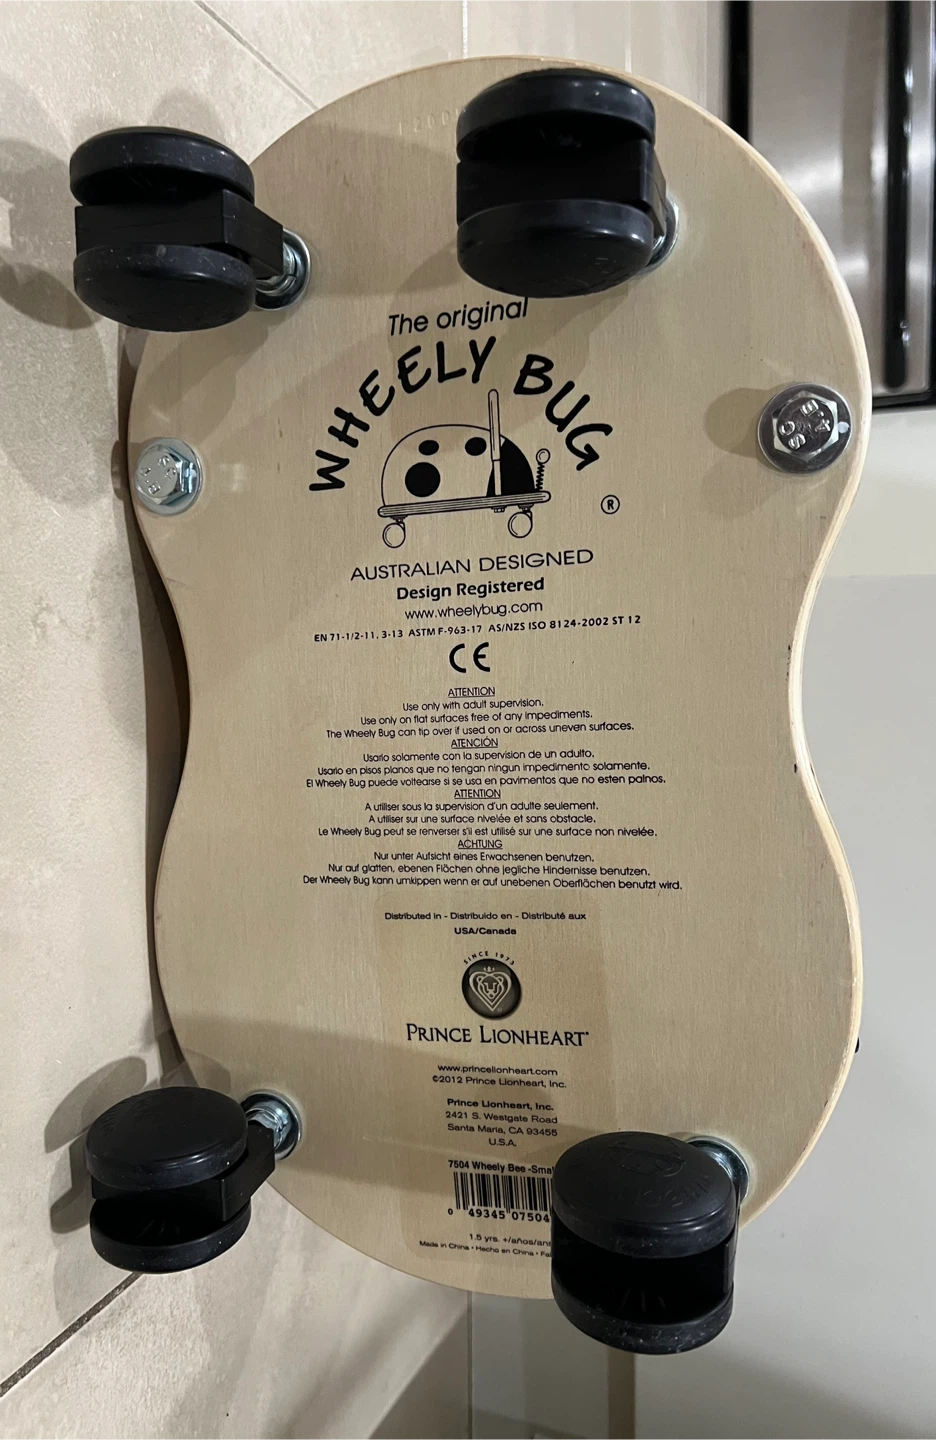 The original
WHEELY BUG
®
AUSTRALIAN DESIGNED
Design Registered
www.wheelybug.com
EN 71-1/2-11, 3-13 ASTM F-963-17 AS/NZS ISO 8124-2002 ST 12
CE
ATTENTION
Use only with adult supervision.
Use only on flat surfaces free of any impediments.
The Wheely Bug can tip over if used on or across uneven surfaces.
ATENCIÓN
Usarlo solamente con la supervision de un adulto.
Usarlo en pisos planos que no tengan ningun impedimento solamente.
El Wheely Bug puede voltearse si se usa en pavimentos que no esten palnos.
ATTENTION
A utiliser sous la supervision d'un adulte seulement.
A utiliser sur une surface nivelée et sans obstacle.
Le Wheely Bug peut se renverser s'il est utilisé sur une surface non nivelée.
ACHTUNG
Nur unter Aufsicht eines Erwachsenen benutzen.
Nur auf glatten, ebenen Flächen ohne jegliche Hindernisse benutzen.
Der Wheely Bug kann umkippen wenn er auf unebenen Oberflächen benutzt wird.
Distributed in - Distribuido en - Distributé aux
USA/Canada
SINCE 1973
PRINCE LIONHEART
www.princelionheart.com
©2012 Prince Lionheart, Inc.
Prince Lionheart, Inc.
2421 S. Westgate Road
Santa Maria, CA 93455
U.S.A.
7504 Wheely Bee -Smal
0 49345 07504
1.5 yrs. +/años/ans
Made in China • Hecho en China •